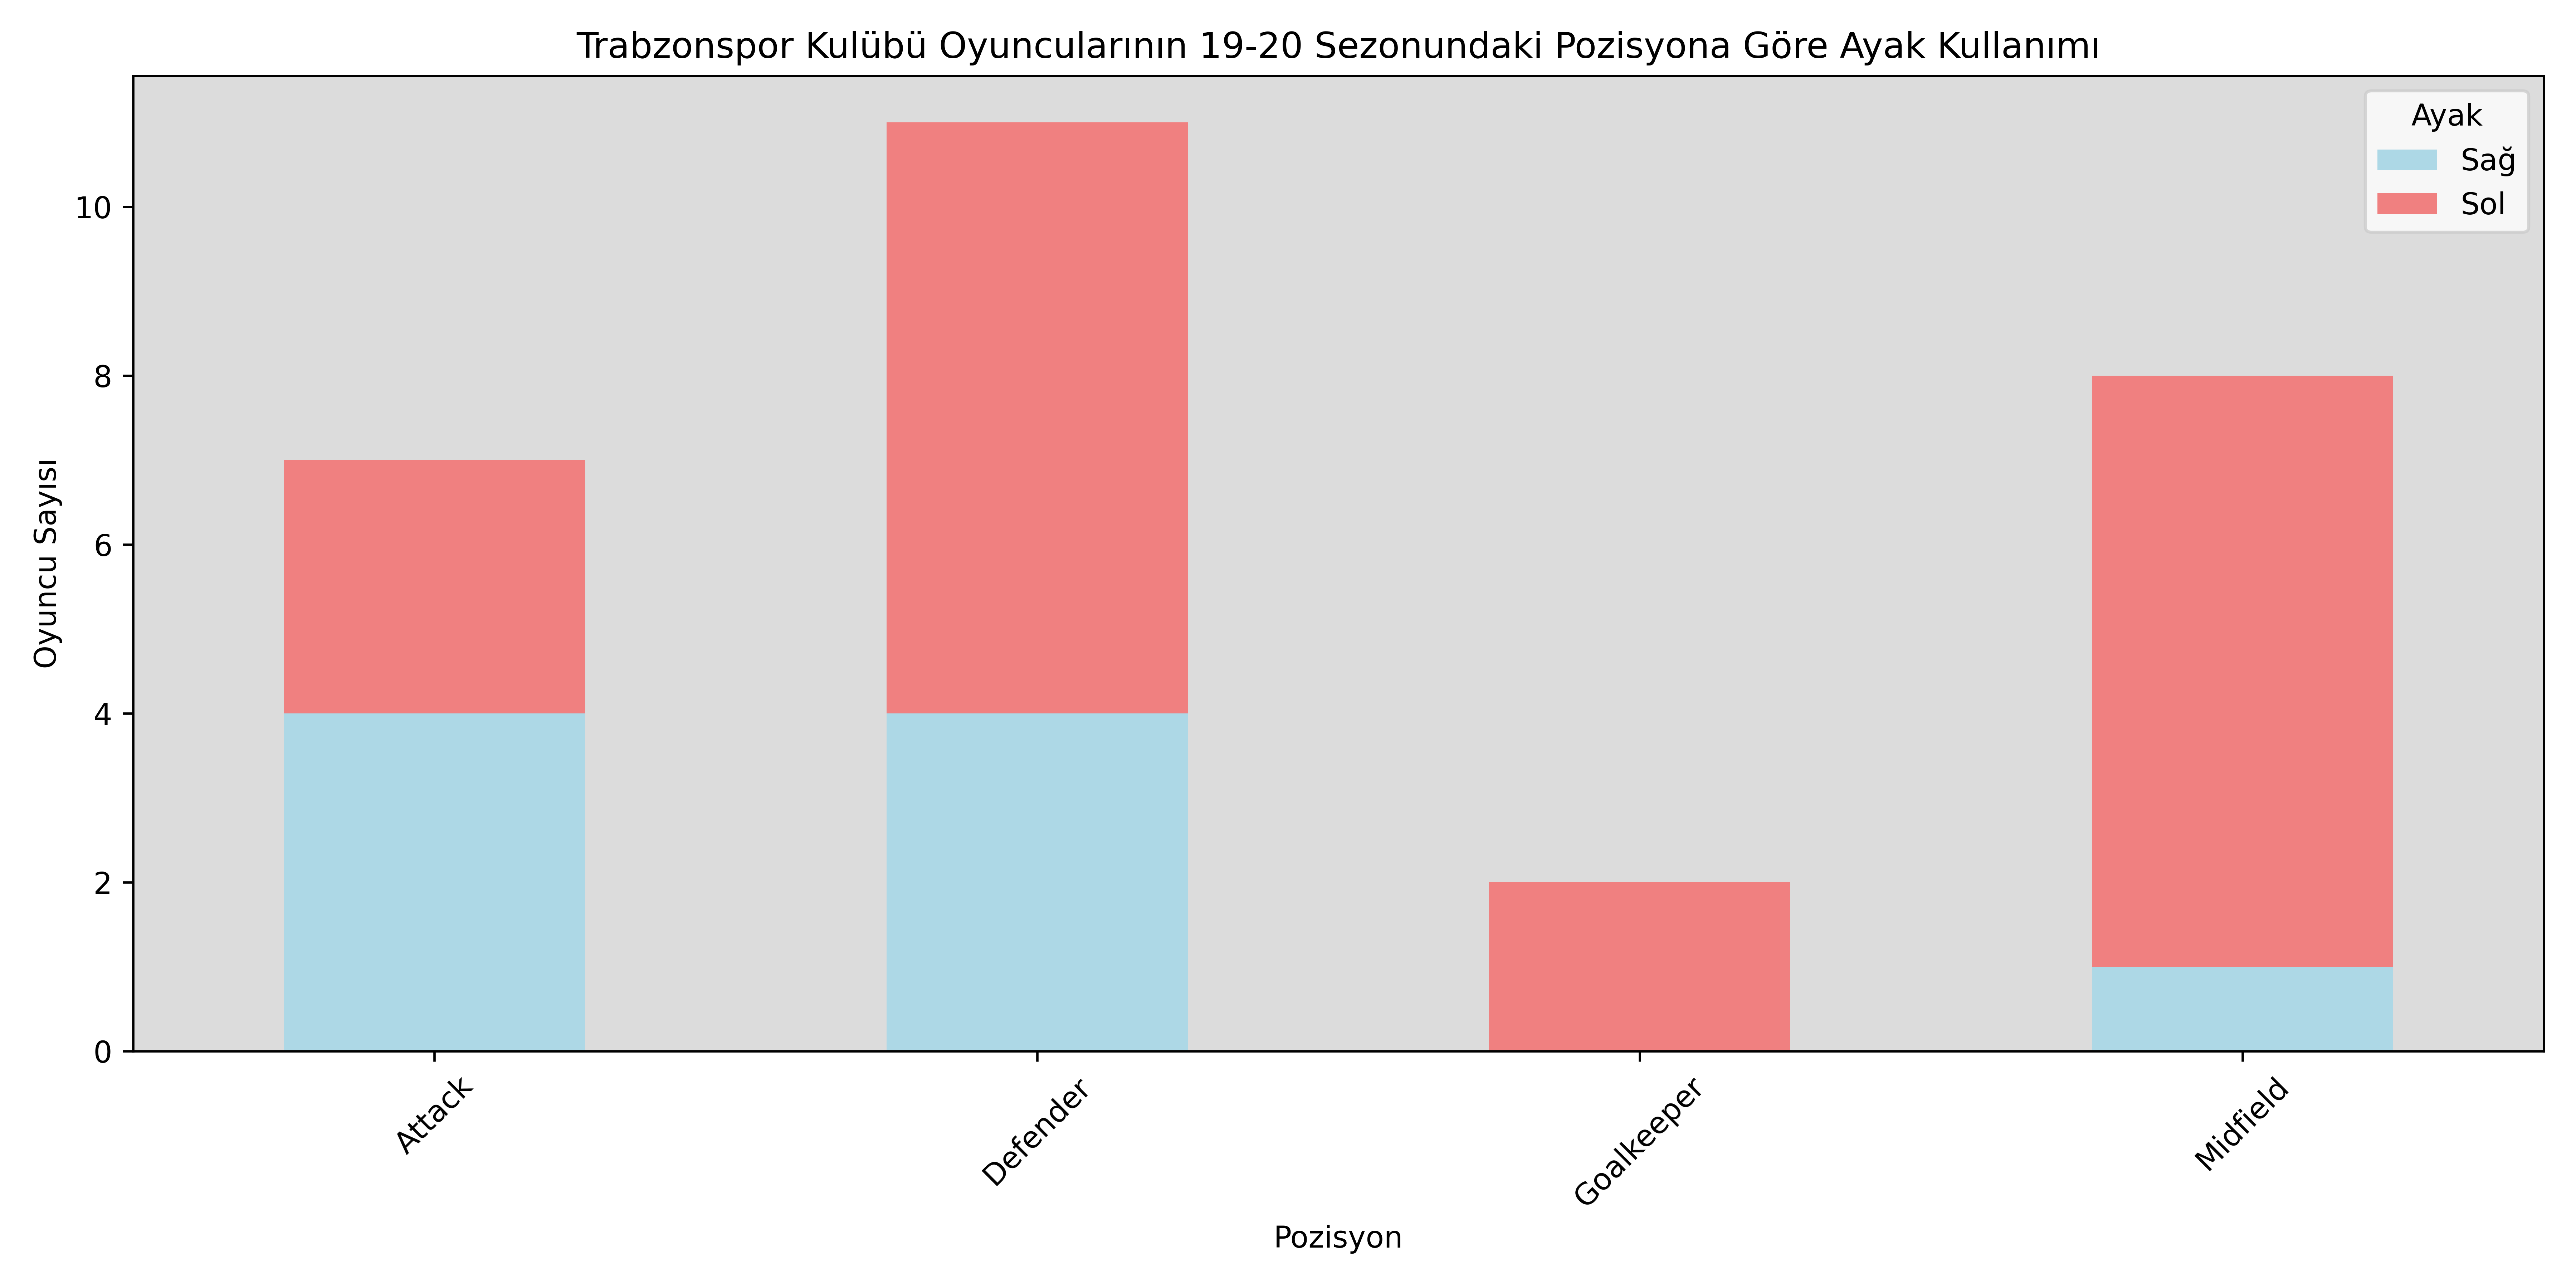 Trabzonspor Kulübü Oyuncularının 19-20 Sezonundaki Pozisyona Göre Ayak Kullanımı
Ayak
Sağ
Sol
Oyuncu Sayısı
10
8
6
4
2
0
Attack
Defender
Goalkeeper
Midfield
Pozisyon